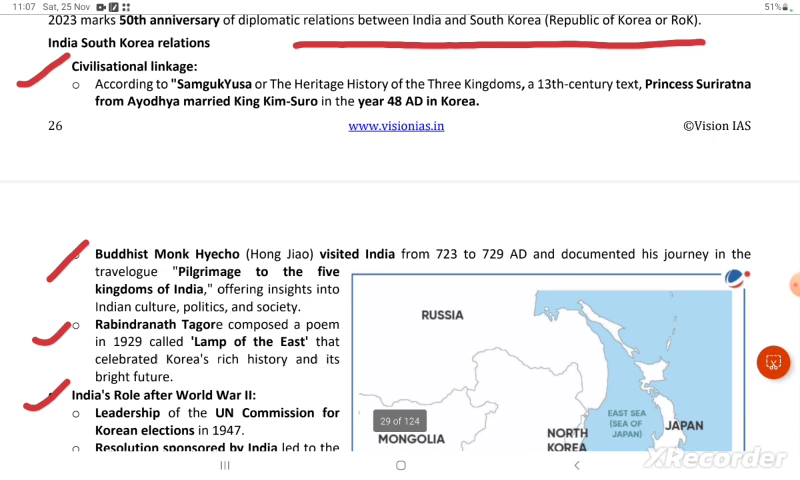 11:07 Sat, 25 Nov
51%
2023 marks 50th anniversary of diplomatic relations between India and South Korea (Republic of Korea or RoK).
India South Korea relations
Civilisational linkage:
o According to "SamgukYusa or The Heritage History of the Three Kingdoms, a 13th-century text, Princess Suriratna
from Ayodhya married King Kim-Suro in the year 48 AD in Korea.
26
www.visionias.in
©Vision IAS
Buddhist Monk Hyecho (Hong Jiao) visited India from 723 to 729 AD and documented his journey in the
travelogue "Pilgrimage to the five
kingdoms of India," offering insights into
Indian culture, politics, and society.
o Rabindranath Tagore composed a poem
in 1929 called 'Lamp of the East' that
celebrated Korea's rich history and its
bright future.
India's Role after World War II:
o Leadership of the UN Commission for
Korean elections in 1947.
o Resolution sponsored by India led to the
RUSSIA
29 of 124
MONGOLIA
NORTH
KOREA
EAST SEA
(SEA OF
JAPAN)
JAPAN
XRecorder